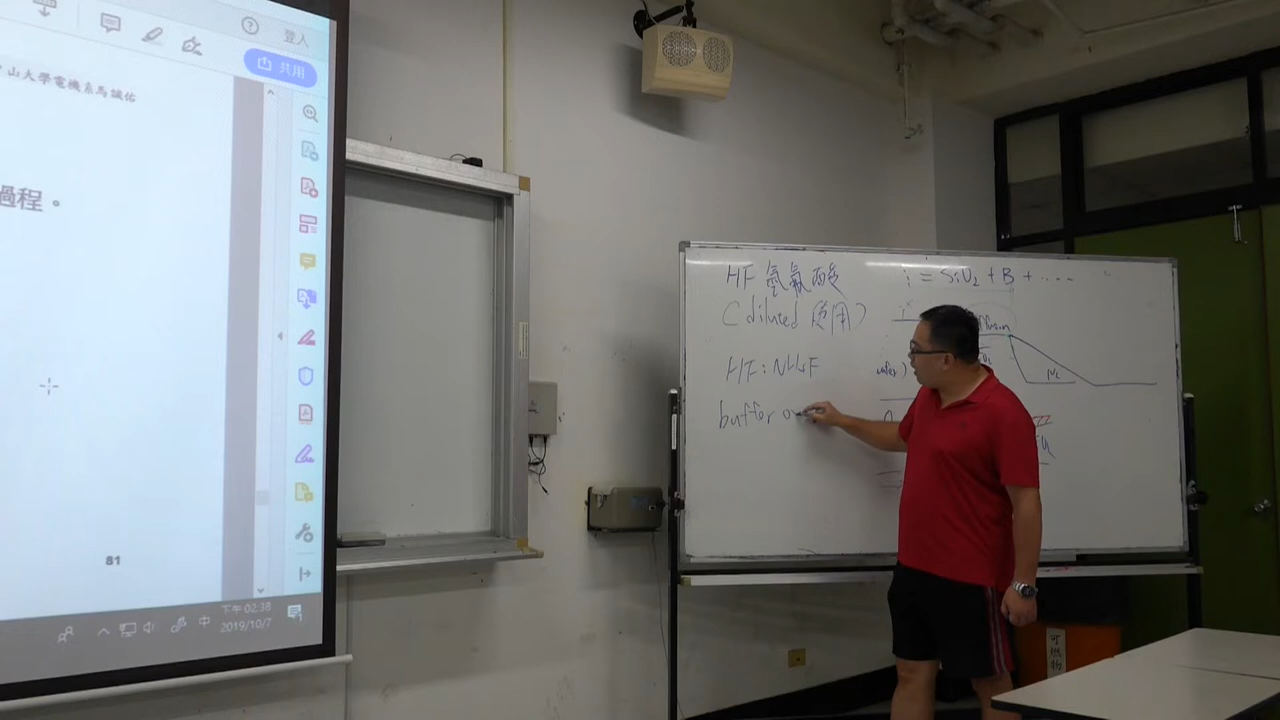 登入
共用
山大學電機系馬誠佑
過程。
81
下午 02:38
中
2019/10/7
HF 氫氟酸
(diluted 使用)
HF : NH4F
buffer o
i = SiO2 + B + ....
可燃物